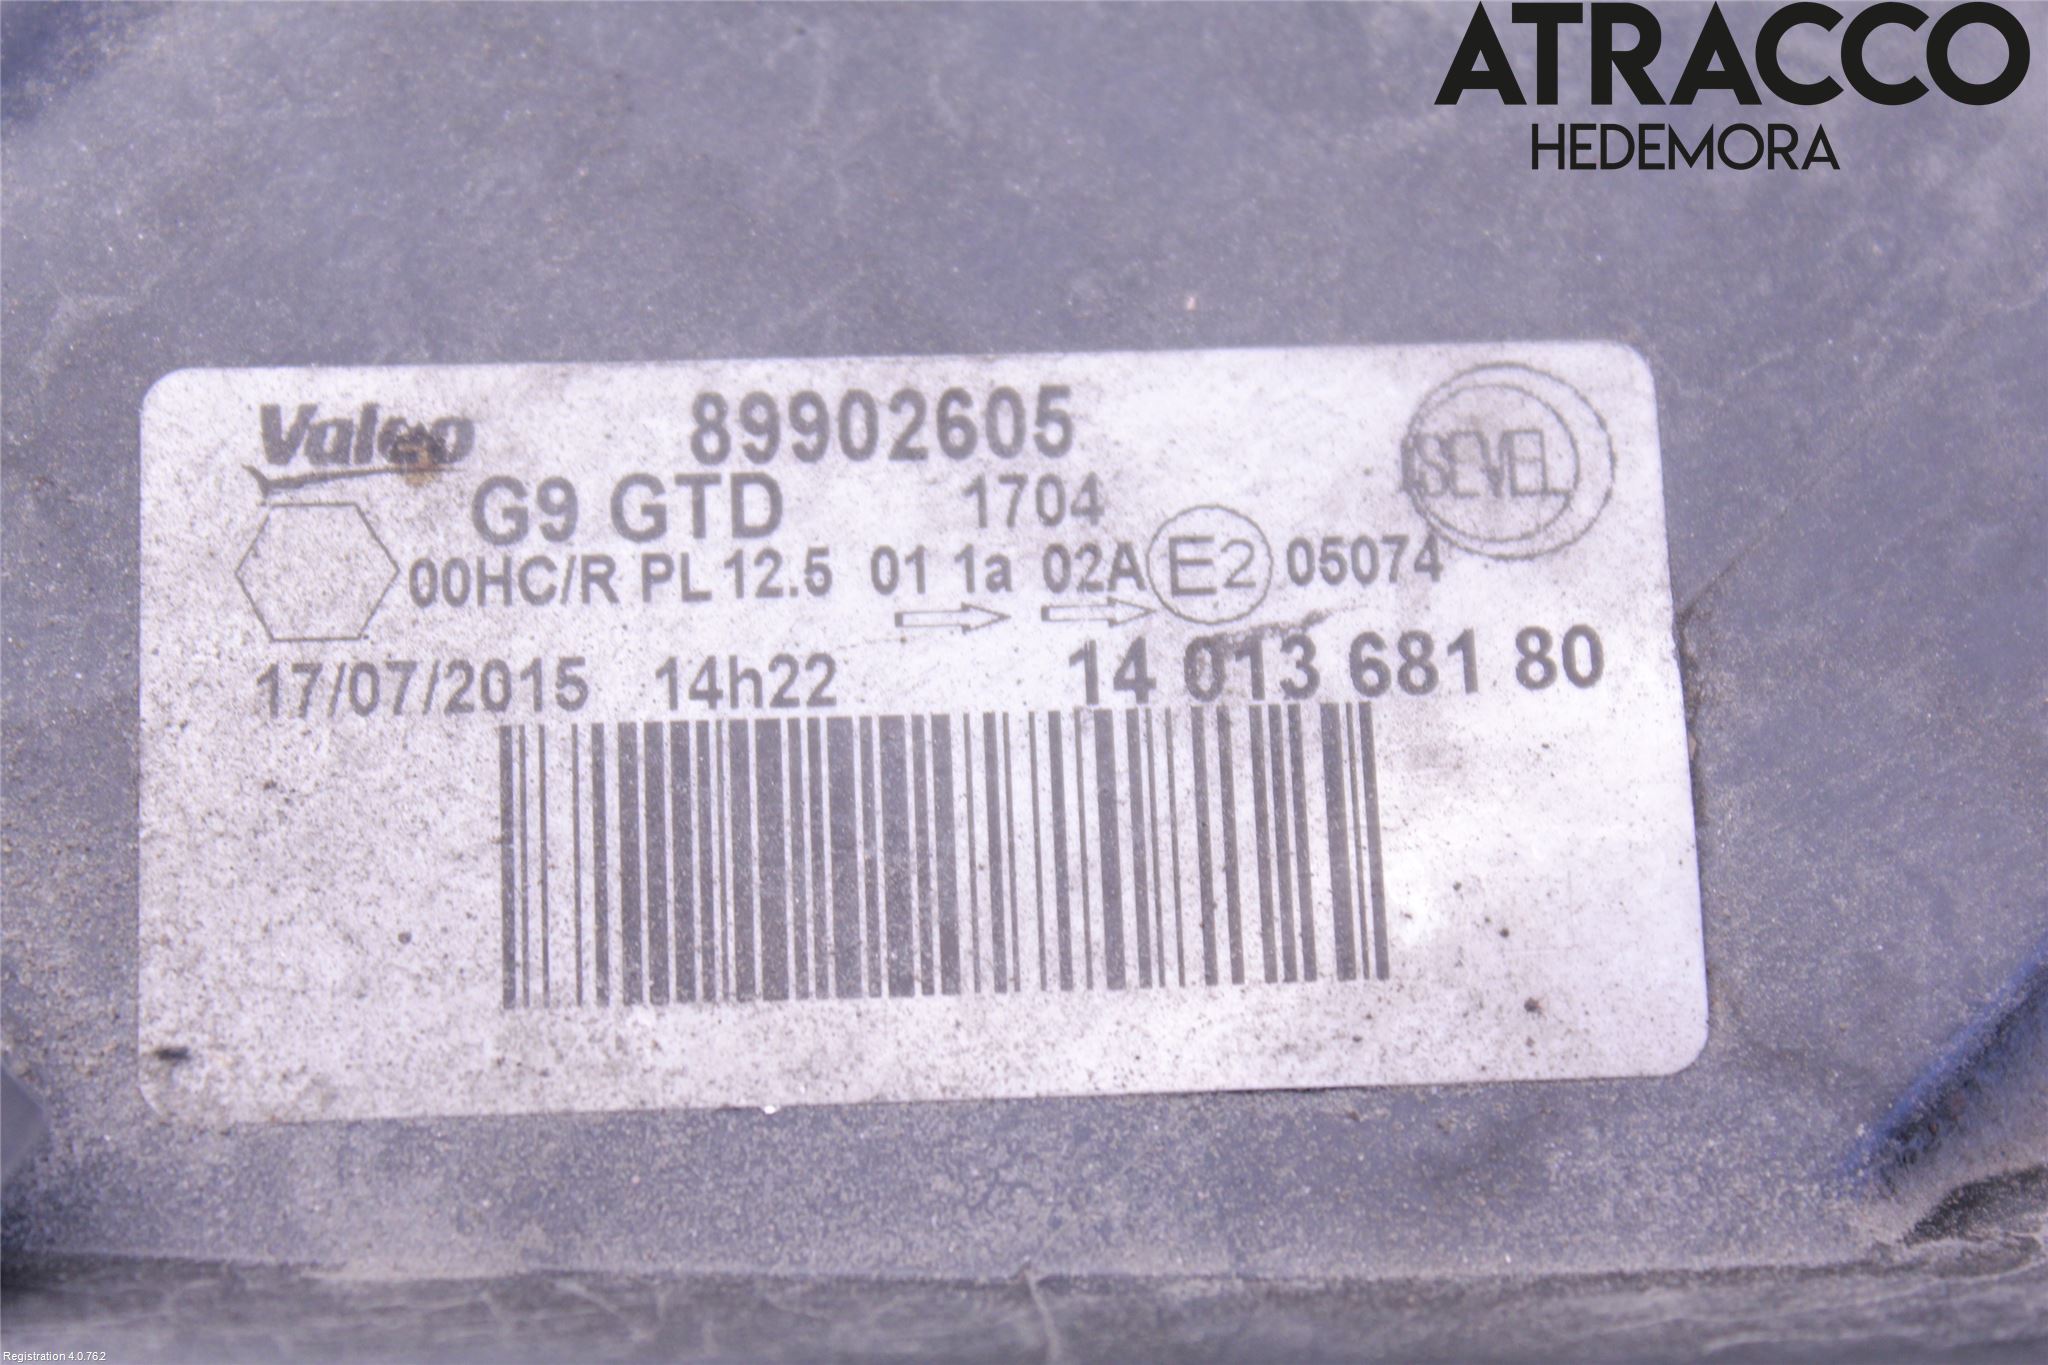 ATRACCO
HEDEMORA
Valeo 89902605
SEVEL
G9 GTD 1704
00HC/R PL 12.5 01 1a 02A E2 05074
17/07/2015 14h22 14 013 681 80
Registration 4.0.762